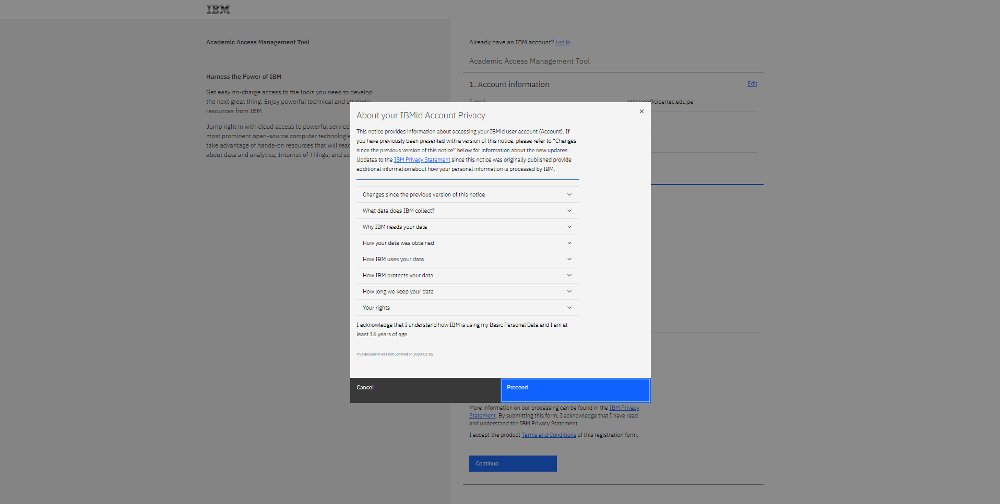 IBM
Academic Access Management Tool
Harness the Power of IBM
Get easy no-charge access to the tools you need to develop
the next great thing. Enjoy powerful technical and strategic
resources from IBM.
Jump right in with cloud access to powerful services
most prominent open-source computer technologie
take advantage of hands-on resources that will teac
about data and analytics, Internet of Things, and se
Already have an IBM account? Log in
Academic Access Management Tool
1. Account information
Edit
E-mail
@cibertec.edu.pe
About your IBMid Account Privacy
This notice provides information about accessing your IBMid user account (Account). If
you have previously been presented with a version of this notice, please refer to “Changes
since the previous version of this notice” below for information about the new updates.
Updates to the IBM Privacy Statement since this notice was originally published provide
additional information about how your personal information is processed by IBM.
Changes since the previous version of this notice
What data does IBM collect?
Why IBM needs your data
How your data was obtained
How IBM uses your data
How IBM protects your data
How long we keep your data
Your rights
I acknowledge that I understand how IBM is using my Basic Personal Data and I am at
least 16 years of age.
This document was last updated on 2020-03-05
Cancel
Proceed
More information on our processing can be found in the IBM Privacy
Statement. By submitting this form, I acknowledge that I have read
and understand the IBM Privacy Statement.
I accept the product Terms and Conditions of this registration form.
Continue